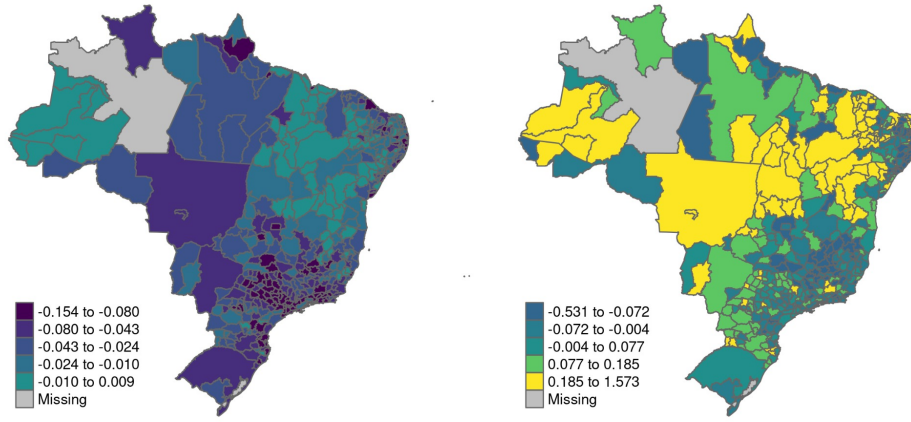 -0.154 to -0.080
-0.080 to -0.043
-0.043 to -0.024
-0.024 to -0.010
-0.010 to 0.009
Missing
-0.531 to -0.072
-0.072 to -0.004
-0.004 to 0.077
0.077 to 0.185
0.185 to 1.573
Missing